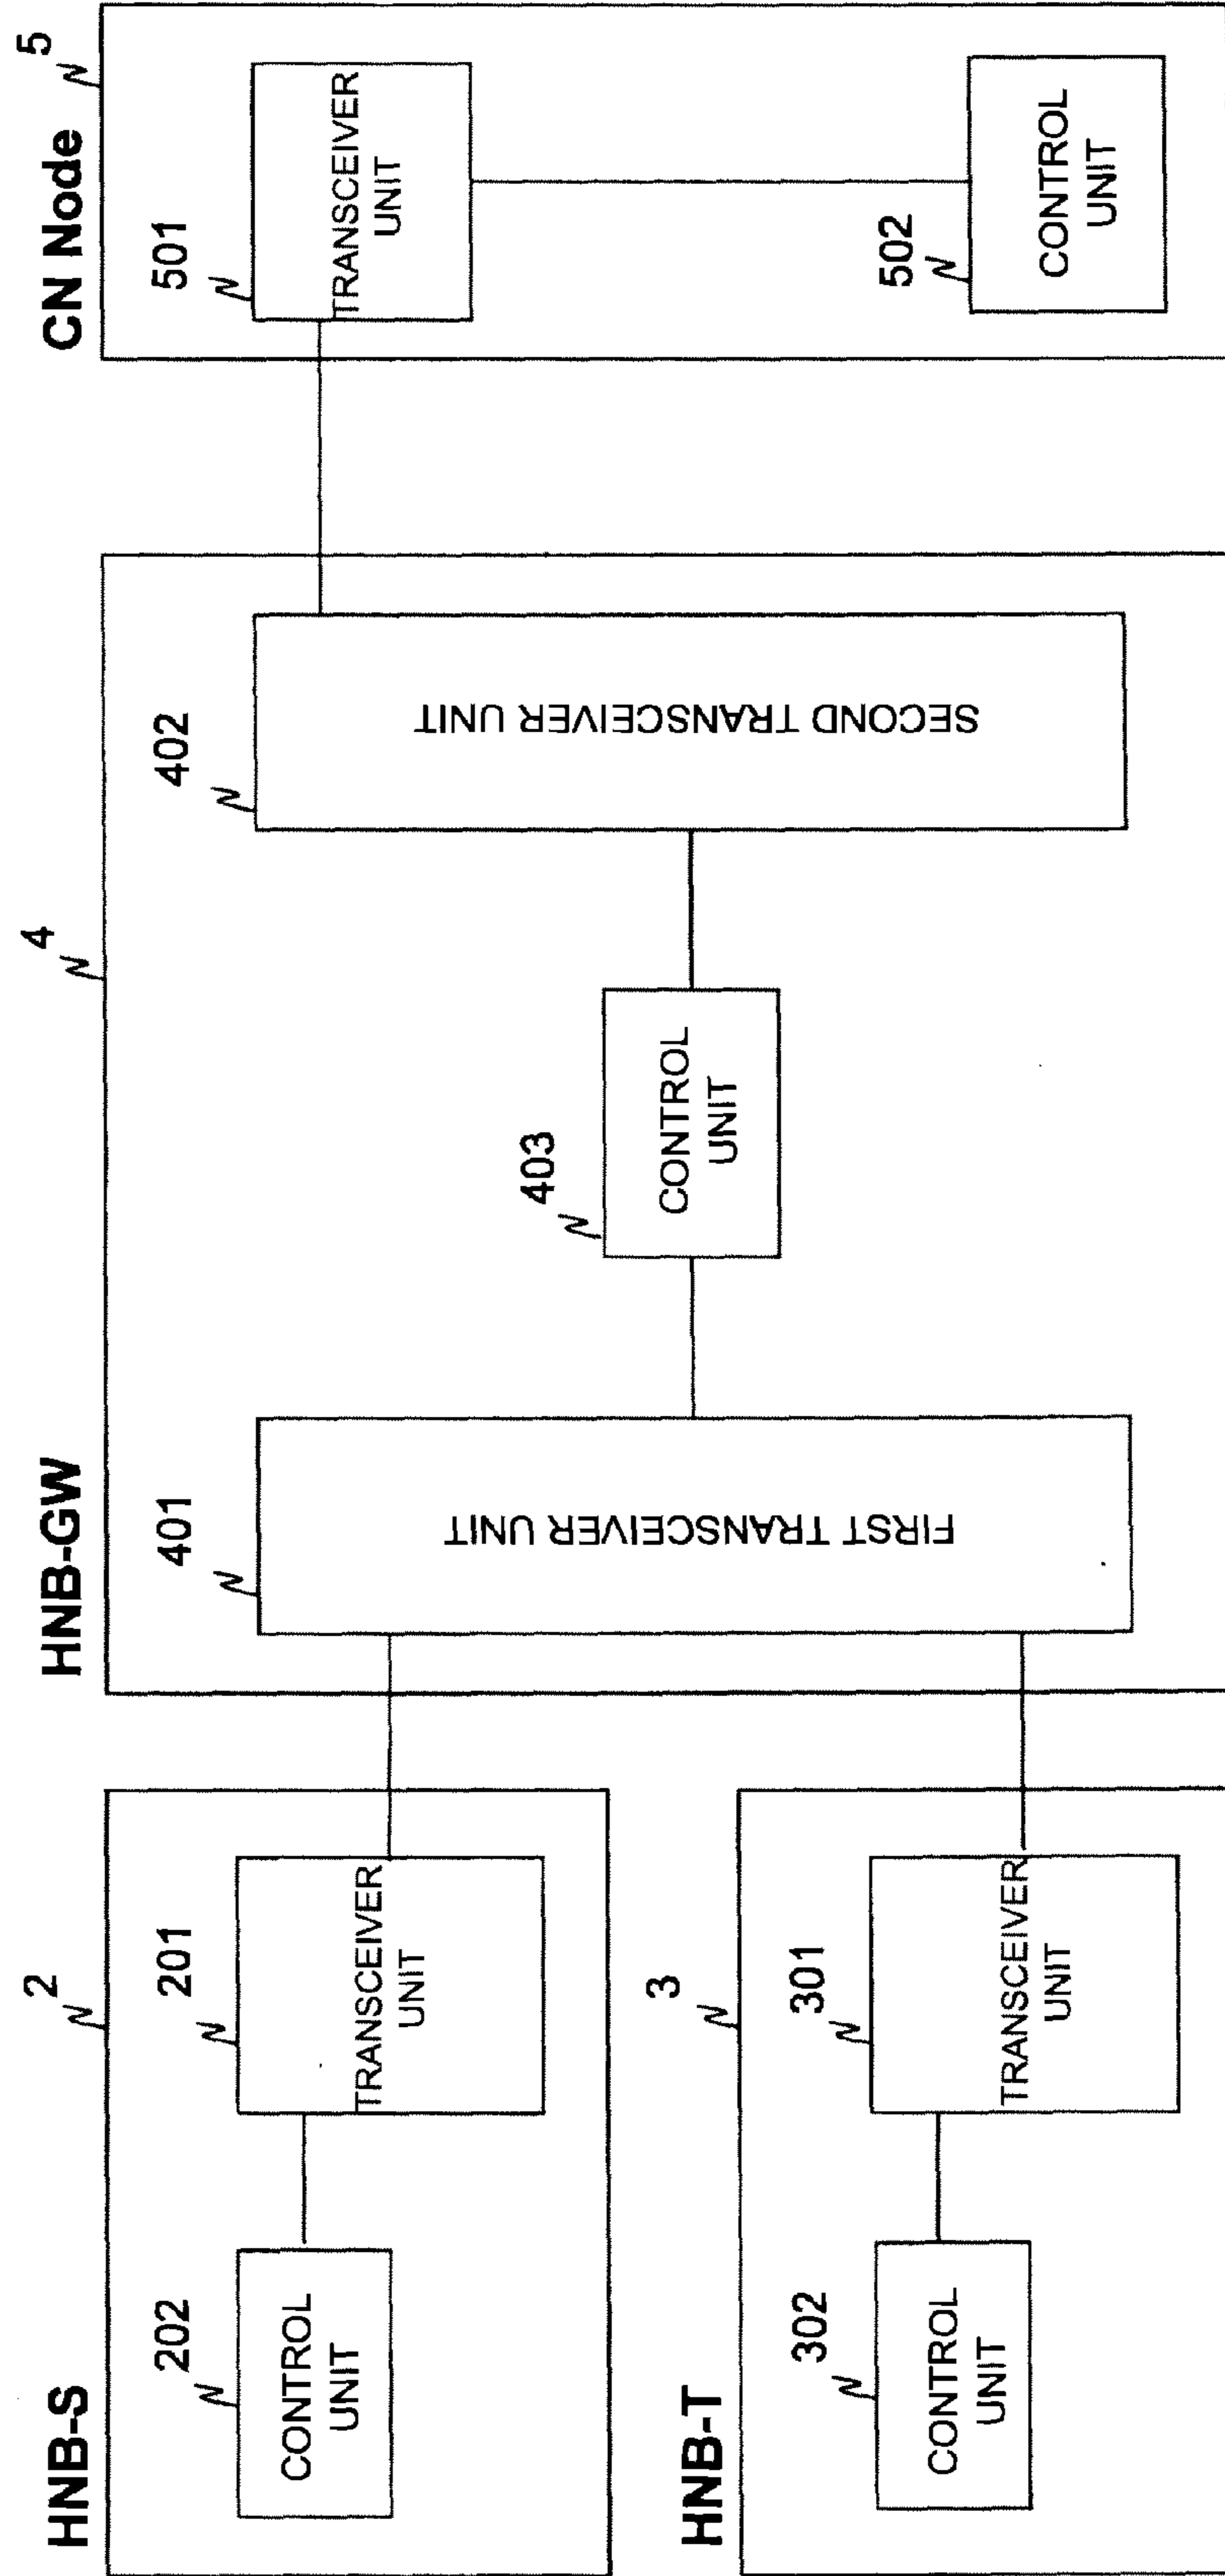 HNB-S
2
202
CONTROL
UNIT
201
TRANSCEIVER
UNIT
HNB-T
3
302
CONTROL
UNIT
301
TRANSCEIVER
UNIT
HNB-GW
4
401
FIRST TRANSCEIVER UNIT
403
CONTROL
UNIT
402
SECOND TRANSCEIVER UNIT
CN Node
5
501
TRANSCEIVER
UNIT
502
CONTROL
UNIT